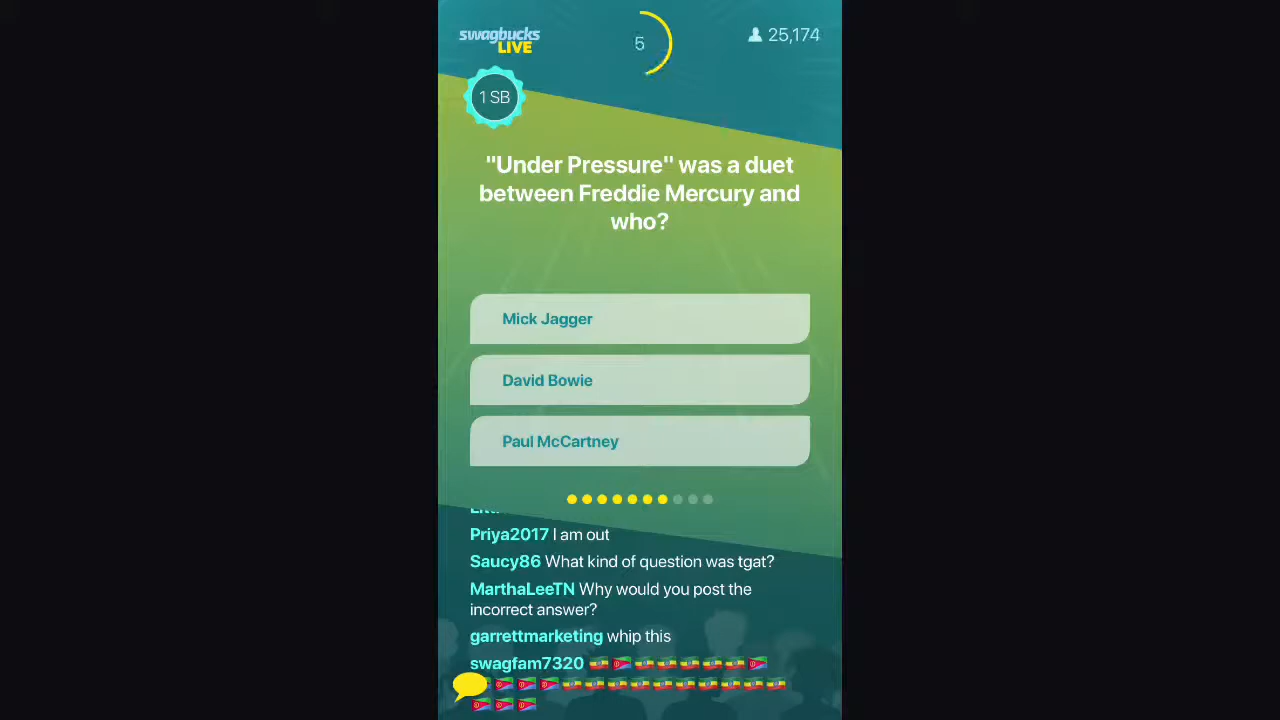 swagbucks
LIVE
5
25,174
1 SB
"Under Pressure" was a duet
between Freddie Mercury and
who?
Mick Jagger
David Bowie
Paul McCartney
Priya2017 I am out
Saucy86 What kind of question was tgat?
MarthaLeeTN Why would you post the
incorrect answer?
garrettmarketing whip this
swagfam7320